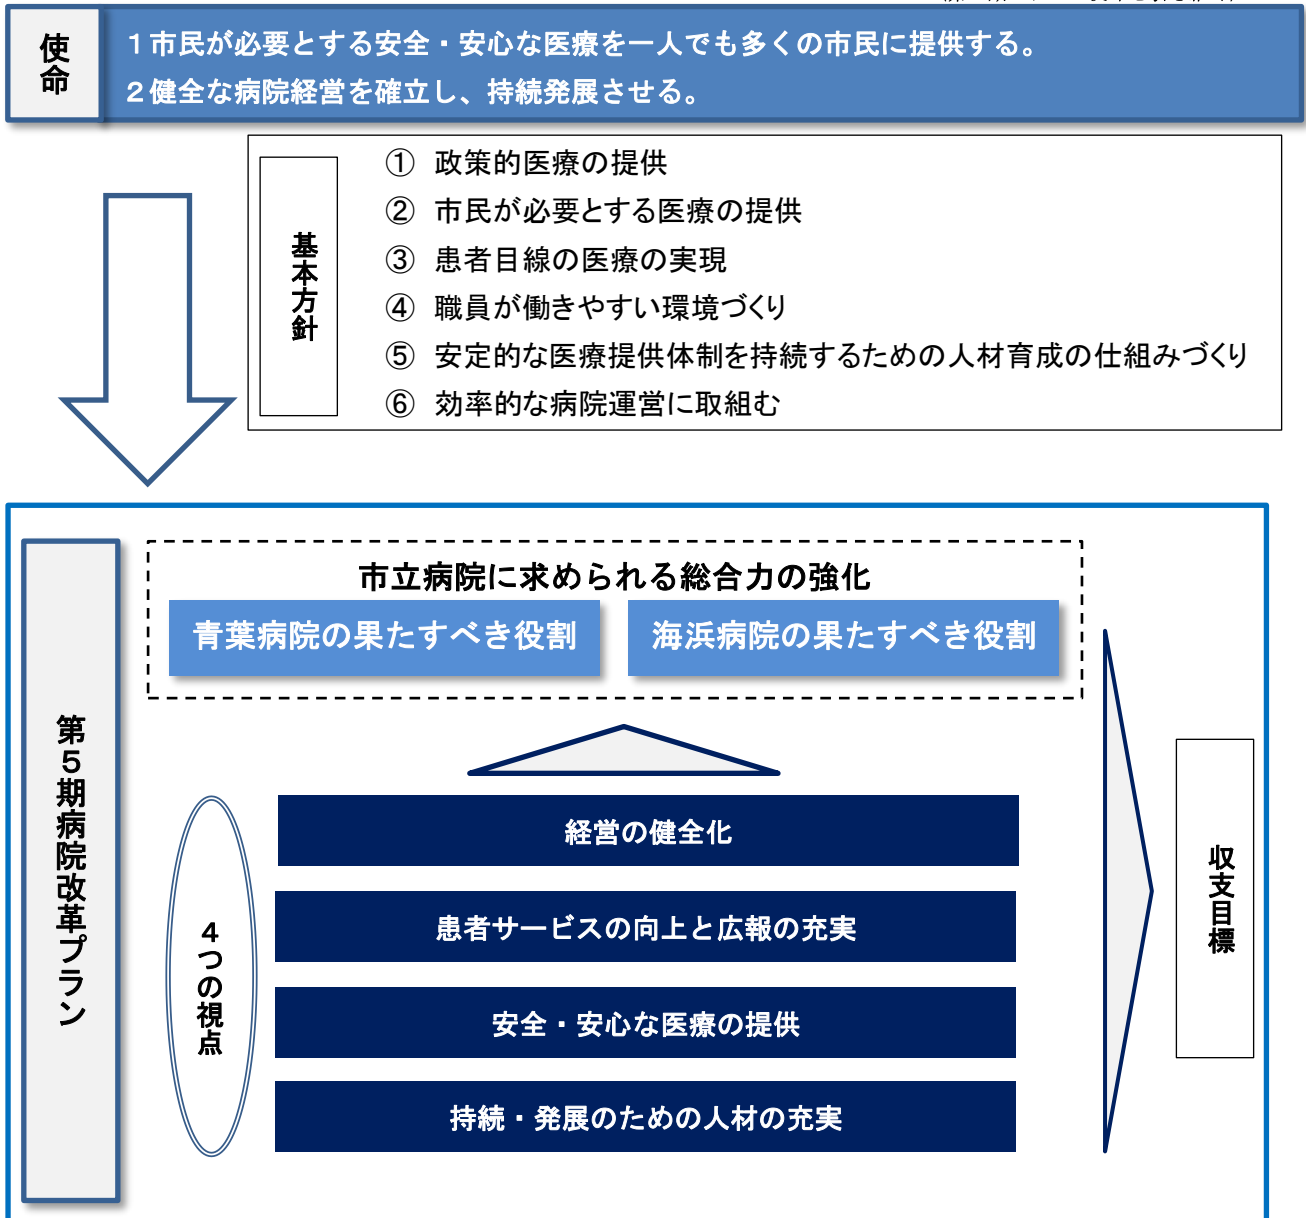 使命
1市民が必要とする安全・安心な医療を一人でも多くの市民に提供する。
2健全な病院経営を確立し、持続発展させる。
基本方針
① 政策的医療の提供
② 市民が必要とする医療の提供
③ 患者目線の医療の実現
④ 職員が働きやすい環境づくり
⑤ 安定的な医療提供体制を持続するための人材育成の仕組みづくり
⑥ 効率的な病院運営に取組む
第5期病院改革プラン
市立病院に求められる総合力の強化
青葉病院の果たすべき役割
海浜病院の果たすべき役割
4つの視点
経営の健全化
患者サービスの向上と広報の充実
安全・安心な医療の提供
持続・発展のための人材の充実
収支目標